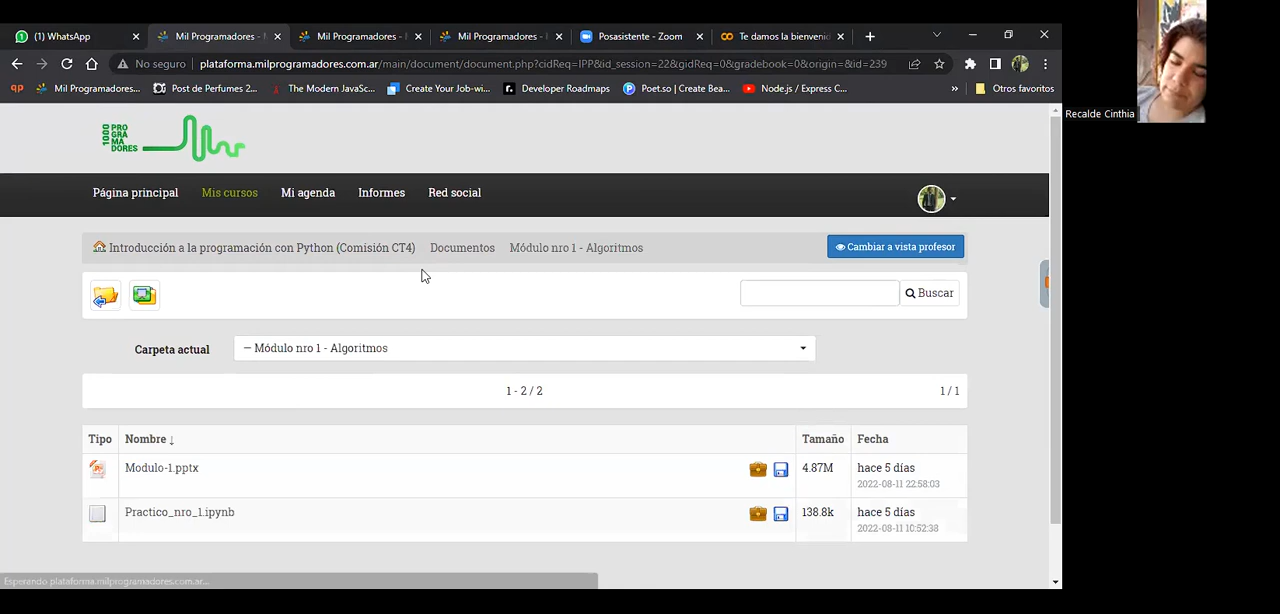 (1) WhatsApp
Mil Programadores -
Mil Programadores -
Mil Programadores -
Posasistente - Zoom
Te damos la bienveni
No seguro
plataforma.milprogramadores.com.ar/main/document/document.php?cidReq=IPP&id_session=22&gidReq=0&gradebook=0&origin=&id=239
Recalde Cinthia
Mil Programadores...
Post de Perfumes 2...
The Modern JavaSc...
Create Your Job-wi...
Developer Roadmaps
Poet.so | Create Bea...
Node.js / Express C...
»
Otros favoritos
1000
PRO
GRA
MA
DORES
Página principal
Mis cursos
Mi agenda
Informes
Red social
Introducción a la programación con Python (Comisión CT4)
Documentos
Módulo nro 1 - Algoritmos
Cambiar a vista profesor
Buscar
Carpeta actual
— Módulo nro 1 - Algoritmos
1 - 2 / 2
1 / 1
Tipo
Nombre ↓
Tamaño
Fecha
Modulo-1.pptx
4.87M
hace 5 días
2022-08-11 22:58:03
Practico_nro_1.ipynb
138.8k
hace 5 días
2022-08-11 10:52:38
Esperando plataforma.milprogramadores.com.ar...